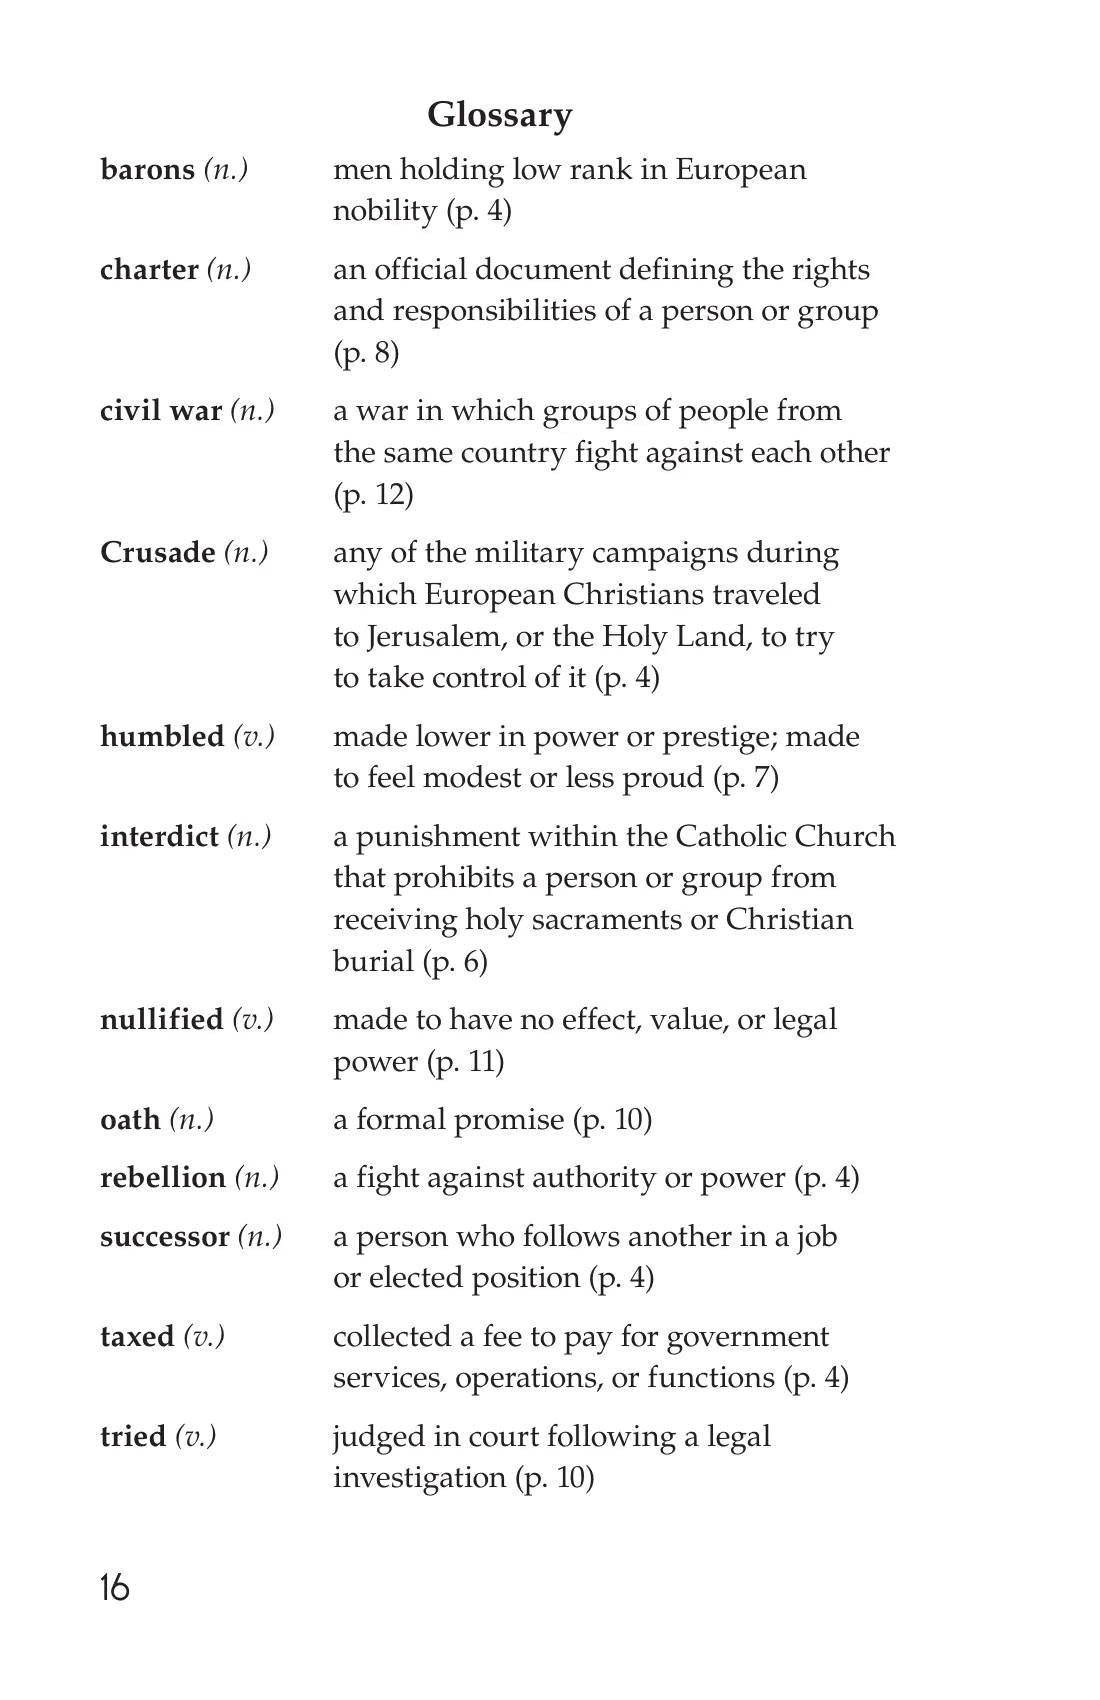 Glossary
barons (n.) men holding low rank in European
nobility (p. 4)
charter (n.) an official document defining the rights
and responsibilities of a person or group
(p. 8)
civil war (n.) a war in which groups of people from
the same country fight against each other
(p. 12)
Crusade (n.) any of the military campaigns during
which European Christians traveled
to Jerusalem, or the Holy Land, to try
to take control of it (p. 4)
humbled (v.) made lower in power or prestige; made
to feel modest or less proud (p. 7)
interdict (n.) a punishment within the Catholic Church
that prohibits a person or group from
receiving holy sacraments or Christian
burial (p. 6)
nullified (v.) made to have no effect, value, or legal
power (p. 11)
oath (n.) a formal promise (p. 10)
rebellion (n.) a fight against authority or power (p. 4)
successor (n.) a person who follows another in a job
or elected position (p. 4)
taxed (v.) collected a fee to pay for government
services, operations, or functions (p. 4)
tried (v.) judged in court following a legal
investigation (p. 10)
16